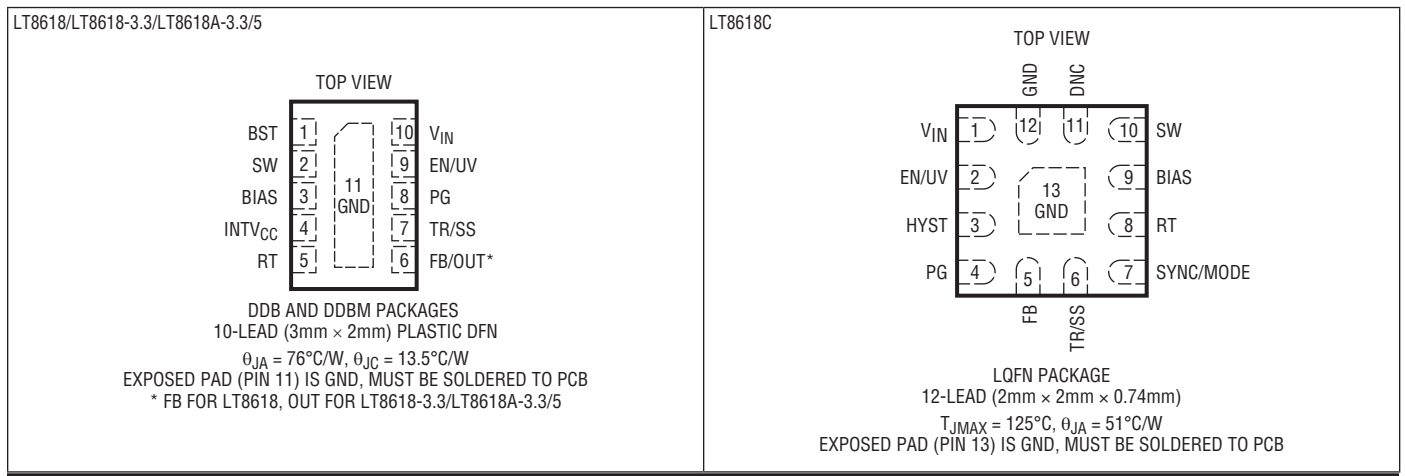 LT8618/LT8618-3.3/LT8618A-3.3/5
TOP VIEW
BST 1
SW 2
BIAS 3
INTVCC 4
RT 5
11
GND
10 VIN
9 EN/UV
8 PG
7 TR/SS
6 FB/OUT*
DDB AND DDBM PACKAGES
10-LEAD (3mm × 2mm) PLASTIC DFN
θJA = 76°C/W, θJC = 13.5°C/W
EXPOSED PAD (PIN 11) IS GND, MUST BE SOLDERED TO PCB
* FB FOR LT8618, OUT FOR LT8618-3.3/LT8618A-3.3/5
LT8618C
TOP VIEW
GND
DNC
12
11
VIN 1
EN/UV 2
HYST 3
PG 4
13
GND
10 SW
9 BIAS
8 RT
7 SYNC/MODE
5
6
FB
TR/SS
LQFN PACKAGE
12-LEAD (2mm × 2mm × 0.74mm)
TJMAX = 125°C, θJA = 51°C/W
EXPOSED PAD (PIN 13) IS GND, MUST BE SOLDERED TO PCB